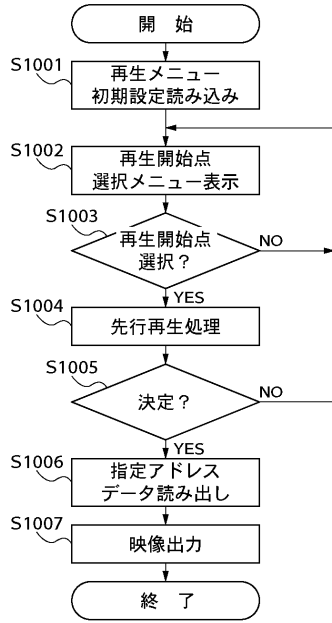 開 始
S1001
再生メニュー
初期設定読み込み
S1002
再生開始点
選択メニュー表示
S1003
再生開始点
選択？
NO
YES
S1004
先行再生処理
S1005
決定？
NO
YES
S1006
指定アドレス
データ読み出し
S1007
映像出力
終 了